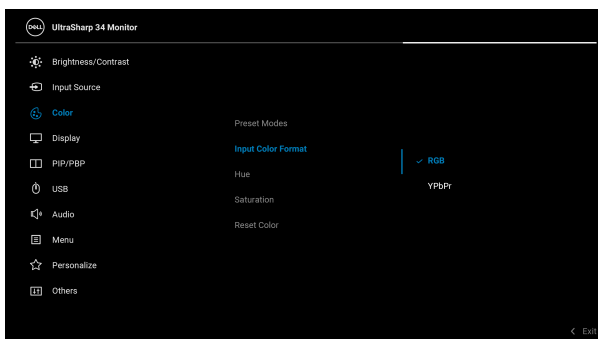 DELL
UltraSharp 34 Monitor
Brightness/Contrast
Input Source
Color
Display
PIP/PBP
USB
Audio
Menu
Personalize
Others
Preset Modes
Input Color Format
Hue
Saturation
Reset Color
RGB
YPbPr
Exit